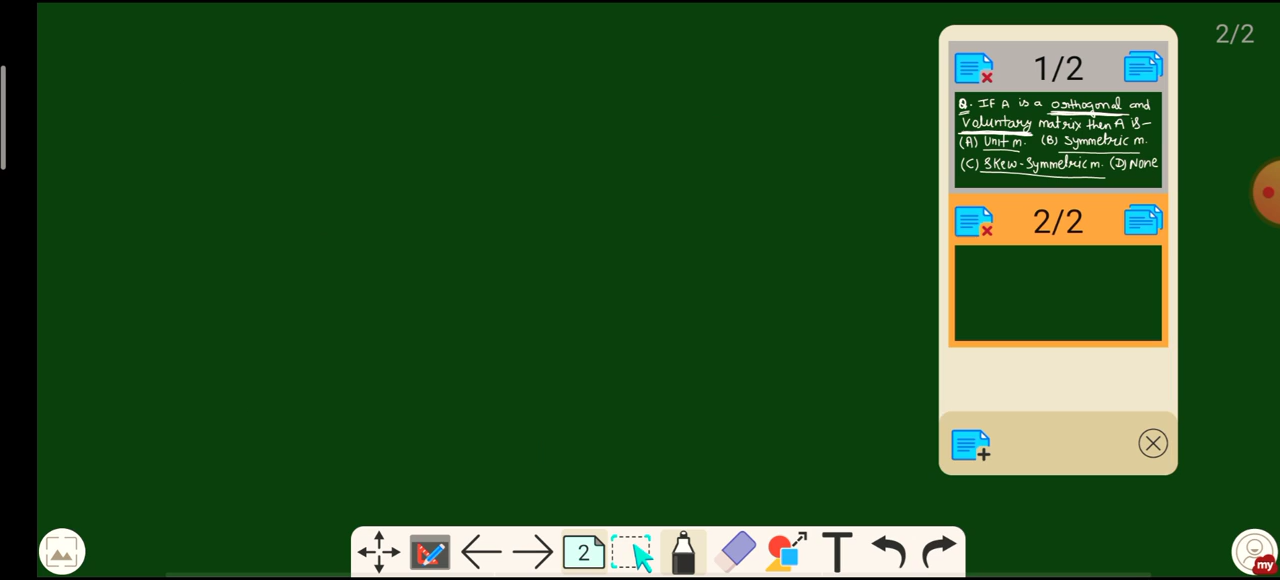 2/2
1/2
Q. IF A is a orthogonal and
Voluntary matrix then A is-
(A) Unit m. (B) Symmetric m.
(C) Skew-Symmetric m. (D) None
2/2
2
T
my